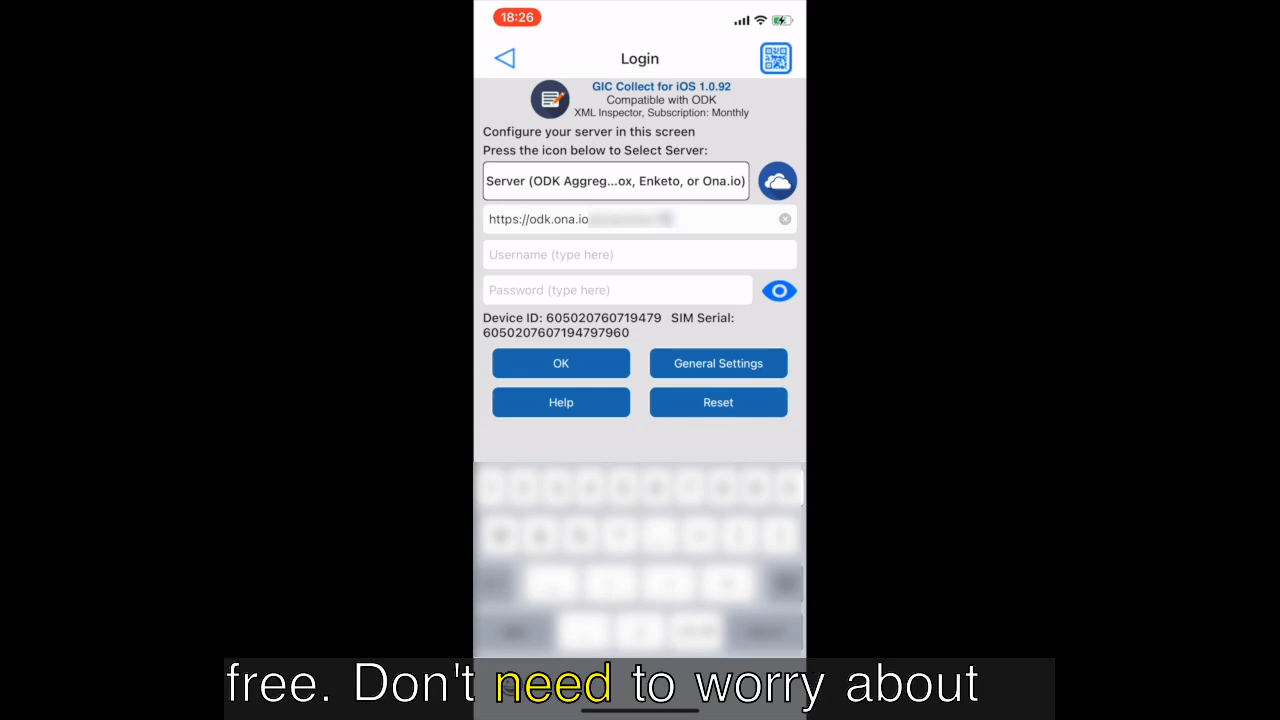 18:26
Login
GIC Collect for iOS 1.0.92
Compatible with ODK
XML Inspector, Subscription: Monthly
Configure your server in this screen
Press the icon below to Select Server:
Server (ODK Aggreg...ox, Enketo, or Ona.io)
https://odk.ona.io
Username (type here)
Password (type here)
Device ID: 605020760719479 SIM Serial:
6050207607194797960
OK General Settings
Help Reset
free. Don't need to worry about